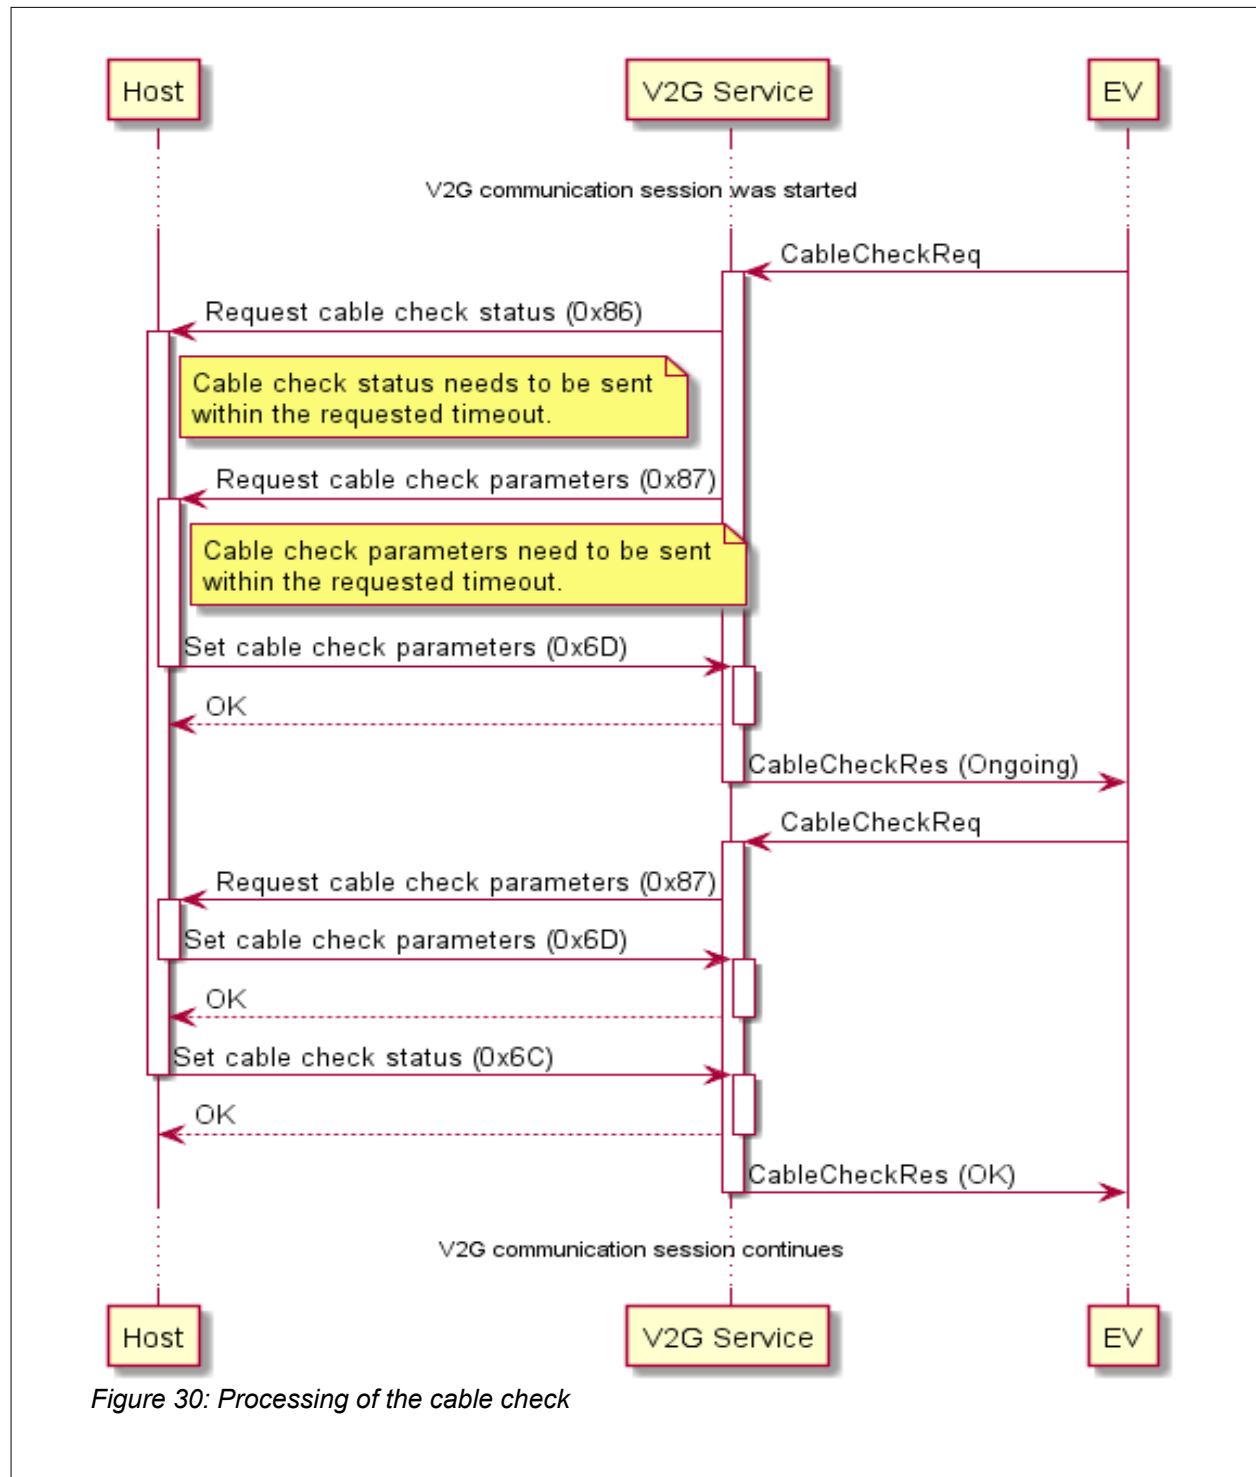 Host
V2G Service
EV
V2G communication session was started
CableCheckReq
Request cable check status (0x86)
Cable check status needs to be sent
within the requested timeout.
Request cable check parameters (0x87)
Cable check parameters need to be sent
within the requested timeout.
Set cable check parameters (0x6D)
OK
CableCheckRes (Ongoing)
CableCheckReq
Request cable check parameters (0x87)
Set cable check parameters (0x6D)
OK
Set cable check status (0x6C)
OK
CableCheckRes (OK)
V2G communication session continues
Host
V2G Service
EV
Figure 30: Processing of the cable check